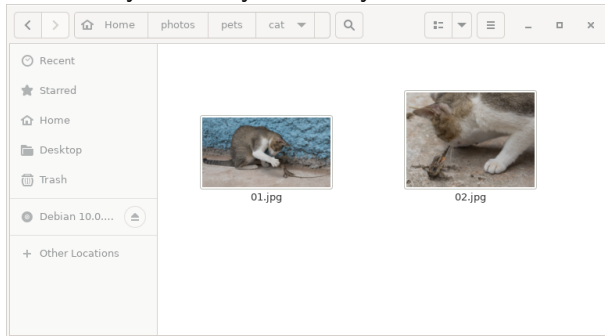 Home photos pets cat
Recent
Starred
Home
Desktop
Trash
Debian 10.0....
+ Other Locations
01.jpg
02.jpg